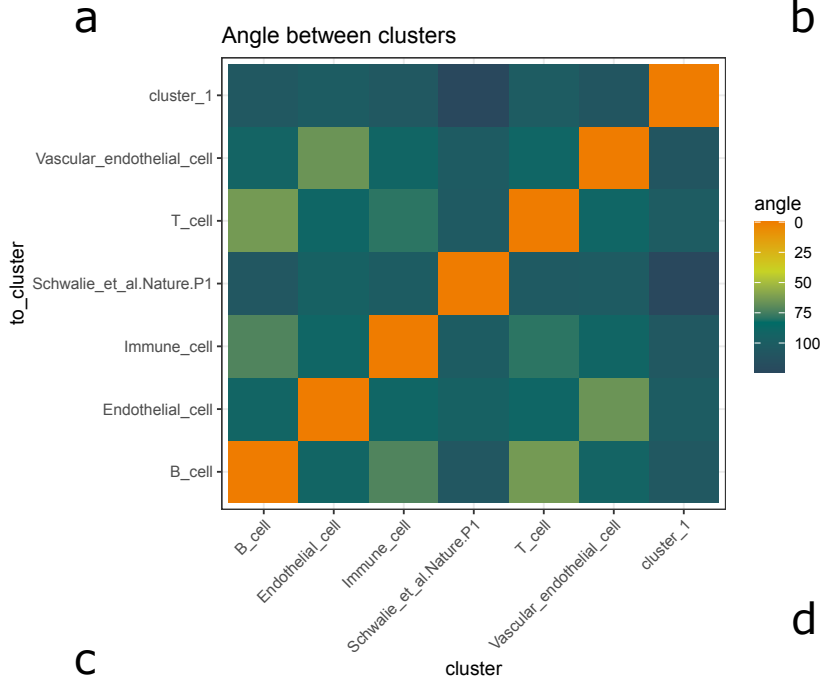 a
b
Angle between clusters
cluster_1
Vascular_endothelial_cell
T_cell
Schwalie_et_al.Nature.P1
Immune_cell
Endothelial_cell
B_cell
to_cluster
B_cell
Endothelial_cell
Immune_cell
Schwalie_et_al.Nature.P1
T_cell
Vascular_endothelial_cell
cluster_1
cluster
angle
0
25
50
75
100
c
d